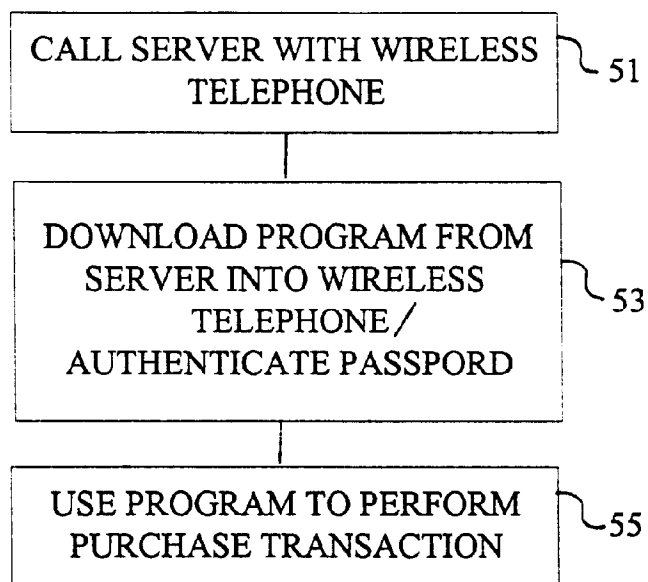 CALL SERVER WITH WIRELESS
TELEPHONE
51
DOWNLOAD PROGRAM FROM
SERVER INTO WIRELESS
TELEPHONE/
AUTHENTICATE PASSPORD
53
USE PROGRAM TO PERFORM
PURCHASE TRANSACTION
55